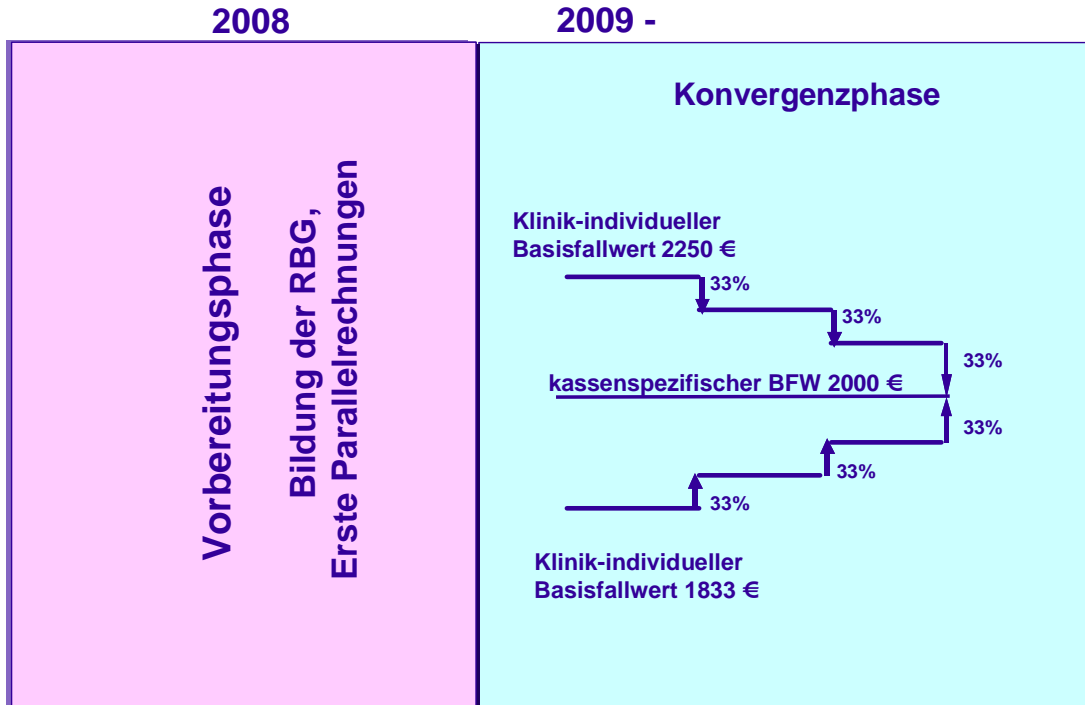 2008
2009 -
Vorbereitungsphase
Bildung der RBG,
Erste Parallelrechnungen
Konvergenzphase
Klinik-individueller
Basisfallwert 2250 €
33%
33%
33%
kassenspezifischer BFW 2000 €
33%
33%
33%
Klinik-individueller
Basisfallwert 1833 €